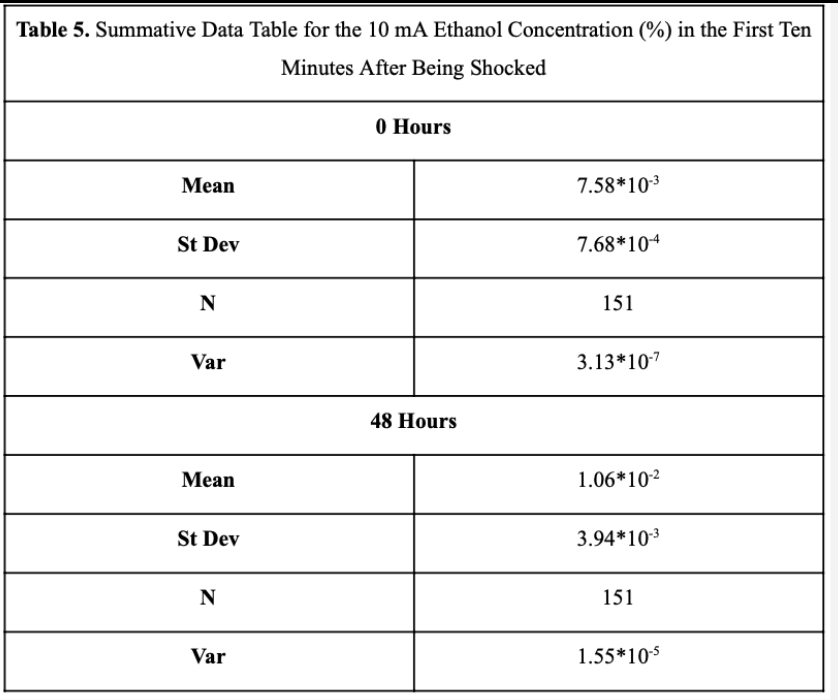 Table 5. Summative Data Table for the 10 mA Ethanol Concentration (%) in the First Ten
Minutes After Being Shocked
0 Hours
Mean 7.58*10⁻³
St Dev 7.68*10⁻⁴
N 151
Var 3.13*10⁻⁷
48 Hours
Mean 1.06*10⁻²
St Dev 3.94*10⁻³
N 151
Var 1.55*10⁻⁵